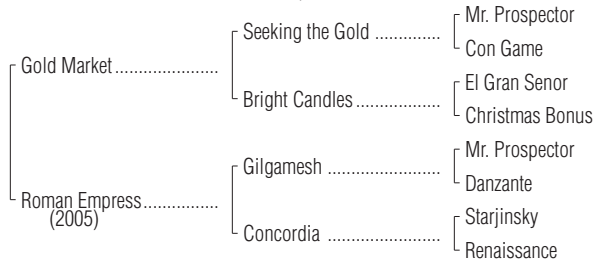 Mr. Prospector
Seeking the Gold ..............
Con Game
Gold Market.......................
El Gran Senor
Bright Candles ...................
Christmas Bonus
Mr. Prospector
Gilgamesh .........................
Danzante
Roman Empress.................
(2005)
Starjinsky
Concordia .........................
Renaissance